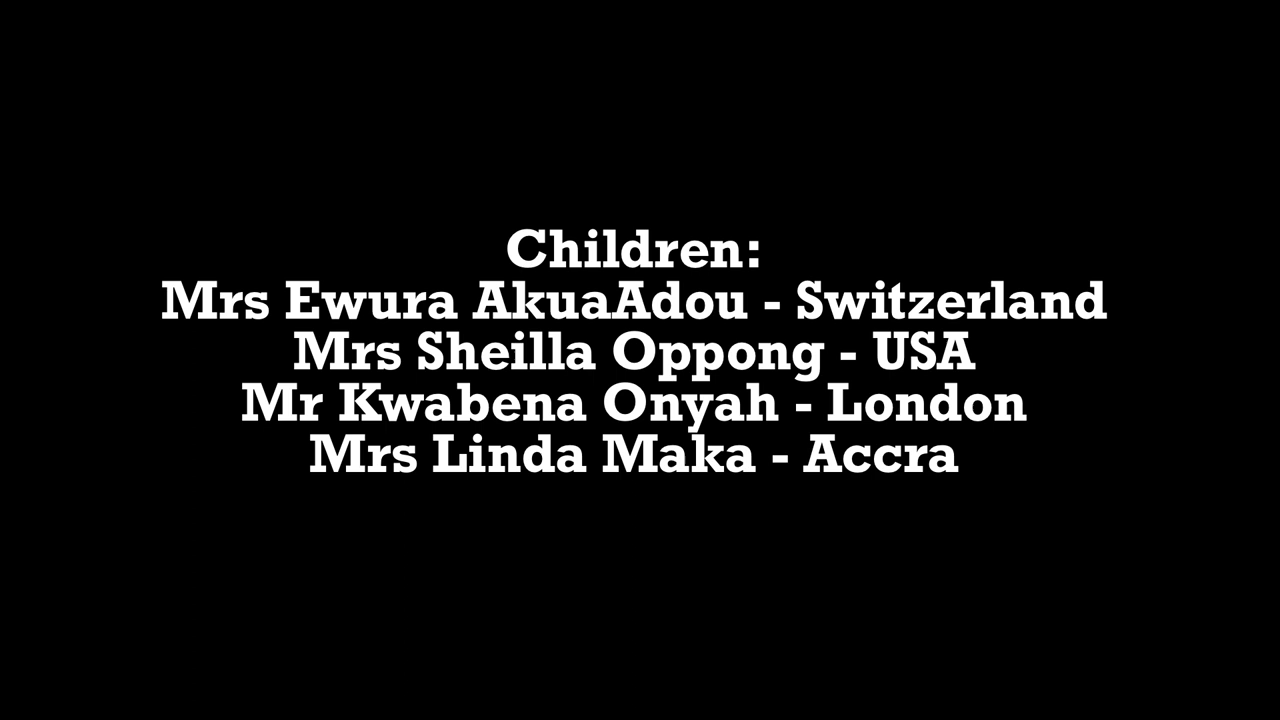 Children:
Mrs Ewura AkuaAdou - Switzerland
Mrs Sheilla Oppong - USA
Mr Kwabena Onyah - London
Mrs Linda Maka - Accra